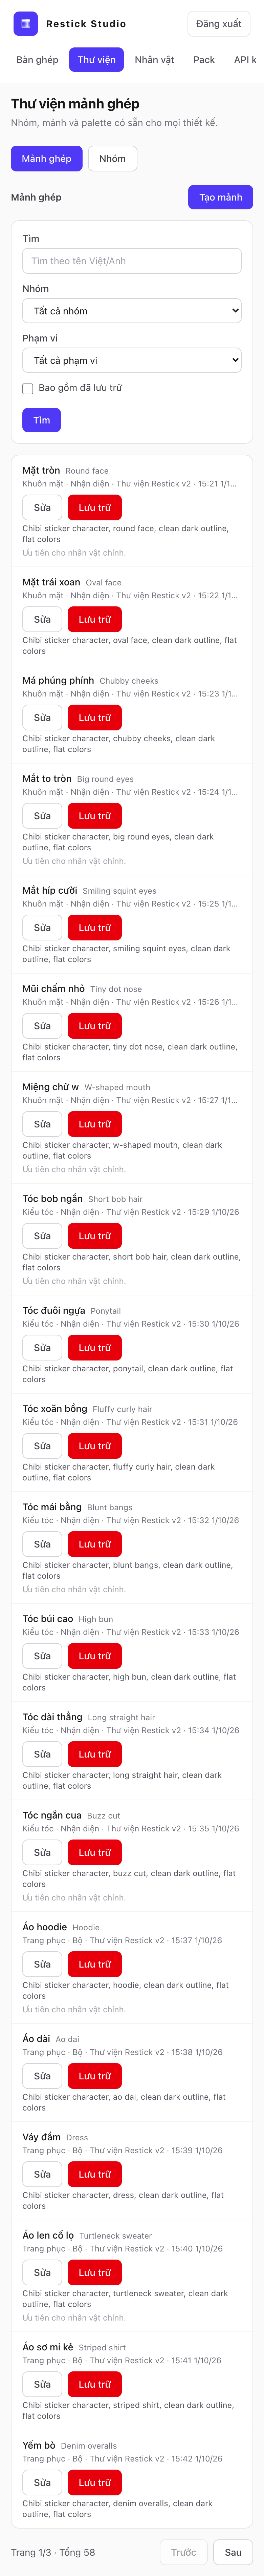 Restick Studio
Đăng xuất
Bàn ghép
Thư viện
Nhân vật
Pack
API k
Thư viện mảnh ghép
Nhóm, mảnh và palette có sẵn cho mọi thiết kế.
Mảnh ghép
Nhóm
Mảnh ghép
Tạo mảnh
Tìm
Tìm theo tên Việt/Anh
Nhóm
Tất cả nhóm
Phạm vi
Tất cả phạm vi
Bao gồm đã lưu trữ
Tìm
Mặt tròn Round face
Khuôn mặt · Nhận diện · Thư viện Restick v2 · 15:21 1/1...
Sửa
Lưu trữ
Chibi sticker character, round face, clean dark outline,
flat colors
Ưu tiên cho nhân vật chính.
Mặt trái xoan Oval face
Khuôn mặt · Nhận diện · Thư viện Restick v2 · 15:22 1/1...
Sửa
Lưu trữ
Chibi sticker character, oval face, clean dark outline, flat
colors
Má phúng phính Chubby cheeks
Khuôn mặt · Nhận diện · Thư viện Restick v2 · 15:23 1/1...
Sửa
Lưu trữ
Chibi sticker character, chubby cheeks, clean dark
outline, flat colors
Mắt to tròn Big round eyes
Khuôn mặt · Nhận diện · Thư viện Restick v2 · 15:24 1/1...
Sửa
Lưu trữ
Chibi sticker character, big round eyes, clean dark
outline, flat colors
Ưu tiên cho nhân vật chính.
Mắt híp cười Smiling squint eyes
Khuôn mặt · Nhận diện · Thư viện Restick v2 · 15:25 1/1...
Sửa
Lưu trữ
Chibi sticker character, smiling squint eyes, clean dark
outline, flat colors
Mũi chấm nhỏ Tiny dot nose
Khuôn mặt · Nhận diện · Thư viện Restick v2 · 15:26 1/1...
Sửa
Lưu trữ
Chibi sticker character, tiny dot nose, clean dark outline,
flat colors
Miệng chữ w W-shaped mouth
Khuôn mặt · Nhận diện · Thư viện Restick v2 · 15:27 1/1...
Sửa
Lưu trữ
Chibi sticker character, w-shaped mouth, clean dark
outline, flat colors
Ưu tiên cho nhân vật chính.
Tóc bob ngắn Short bob hair
Kiểu tóc · Nhận diện · Thư viện Restick v2 · 15:29 1/10/26
Sửa
Lưu trữ
Chibi sticker character, short bob hair, clean dark outline,
flat colors
Ưu tiên cho nhân vật chính.
Tóc đuôi ngựa Ponytail
Kiểu tóc · Nhận diện · Thư viện Restick v2 · 15:30 1/10/26
Sửa
Lưu trữ
Chibi sticker character, ponytail, clean dark outline, flat
colors
Tóc xoăn bồng Fluffy curly hair
Kiểu tóc · Nhận diện · Thư viện Restick v2 · 15:31 1/10/26
Sửa
Lưu trữ
Chibi sticker character, fluffy curly hair, clean dark
outline, flat colors
Tóc mái bằng Blunt bangs
Kiểu tóc · Nhận diện · Thư viện Restick v2 · 15:32 1/10/26
Sửa
Lưu trữ
Chibi sticker character, blunt bangs, clean dark outline,
flat colors
Ưu tiên cho nhân vật chính.
Tóc búi cao High bun
Kiểu tóc · Nhận diện · Thư viện Restick v2 · 15:33 1/10/26
Sửa
Lưu trữ
Chibi sticker character, high bun, clean dark outline, flat
colors
Tóc dài thẳng Long straight hair
Kiểu tóc · Nhận diện · Thư viện Restick v2 · 15:34 1/10/26
Sửa
Lưu trữ
Chibi sticker character, long straight hair, clean dark
outline, flat colors
Tóc ngắn cua Buzz cut
Kiểu tóc · Nhận diện · Thư viện Restick v2 · 15:35 1/10/26
Sửa
Lưu trữ
Chibi sticker character, buzz cut, clean dark outline, flat
colors
Ưu tiên cho nhân vật chính.
Áo hoodie Hoodie
Trang phục · Bộ · Thư viện Restick v2 · 15:37 1/10/26
Sửa
Lưu trữ
Chibi sticker character, hoodie, clean dark outline, flat
colors
Ưu tiên cho nhân vật chính.
Áo dài Ao dai
Trang phục · Bộ · Thư viện Restick v2 · 15:38 1/10/26
Sửa
Lưu trữ
Chibi sticker character, ao dai, clean dark outline, flat
colors
Váy đầm Dress
Trang phục · Bộ · Thư viện Restick v2 · 15:39 1/10/26
Sửa
Lưu trữ
Chibi sticker character, dress, clean dark outline, flat
colors
Áo len cổ lọ Turtleneck sweater
Trang phục · Bộ · Thư viện Restick v2 · 15:40 1/10/26
Sửa
Lưu trữ
Chibi sticker character, turtleneck sweater, clean dark
outline, flat colors
Ưu tiên cho nhân vật chính.
Áo sơ mi kẻ Striped shirt
Trang phục · Bộ · Thư viện Restick v2 · 15:41 1/10/26
Sửa
Lưu trữ
Chibi sticker character, striped shirt, clean dark outline,
flat colors
Yếm bò Denim overalls
Trang phục · Bộ · Thư viện Restick v2 · 15:42 1/10/26
Sửa
Lưu trữ
Chibi sticker character, denim overalls, clean dark
outline, flat colors
Trang 1/3 · Tổng 58
Trước
Sau